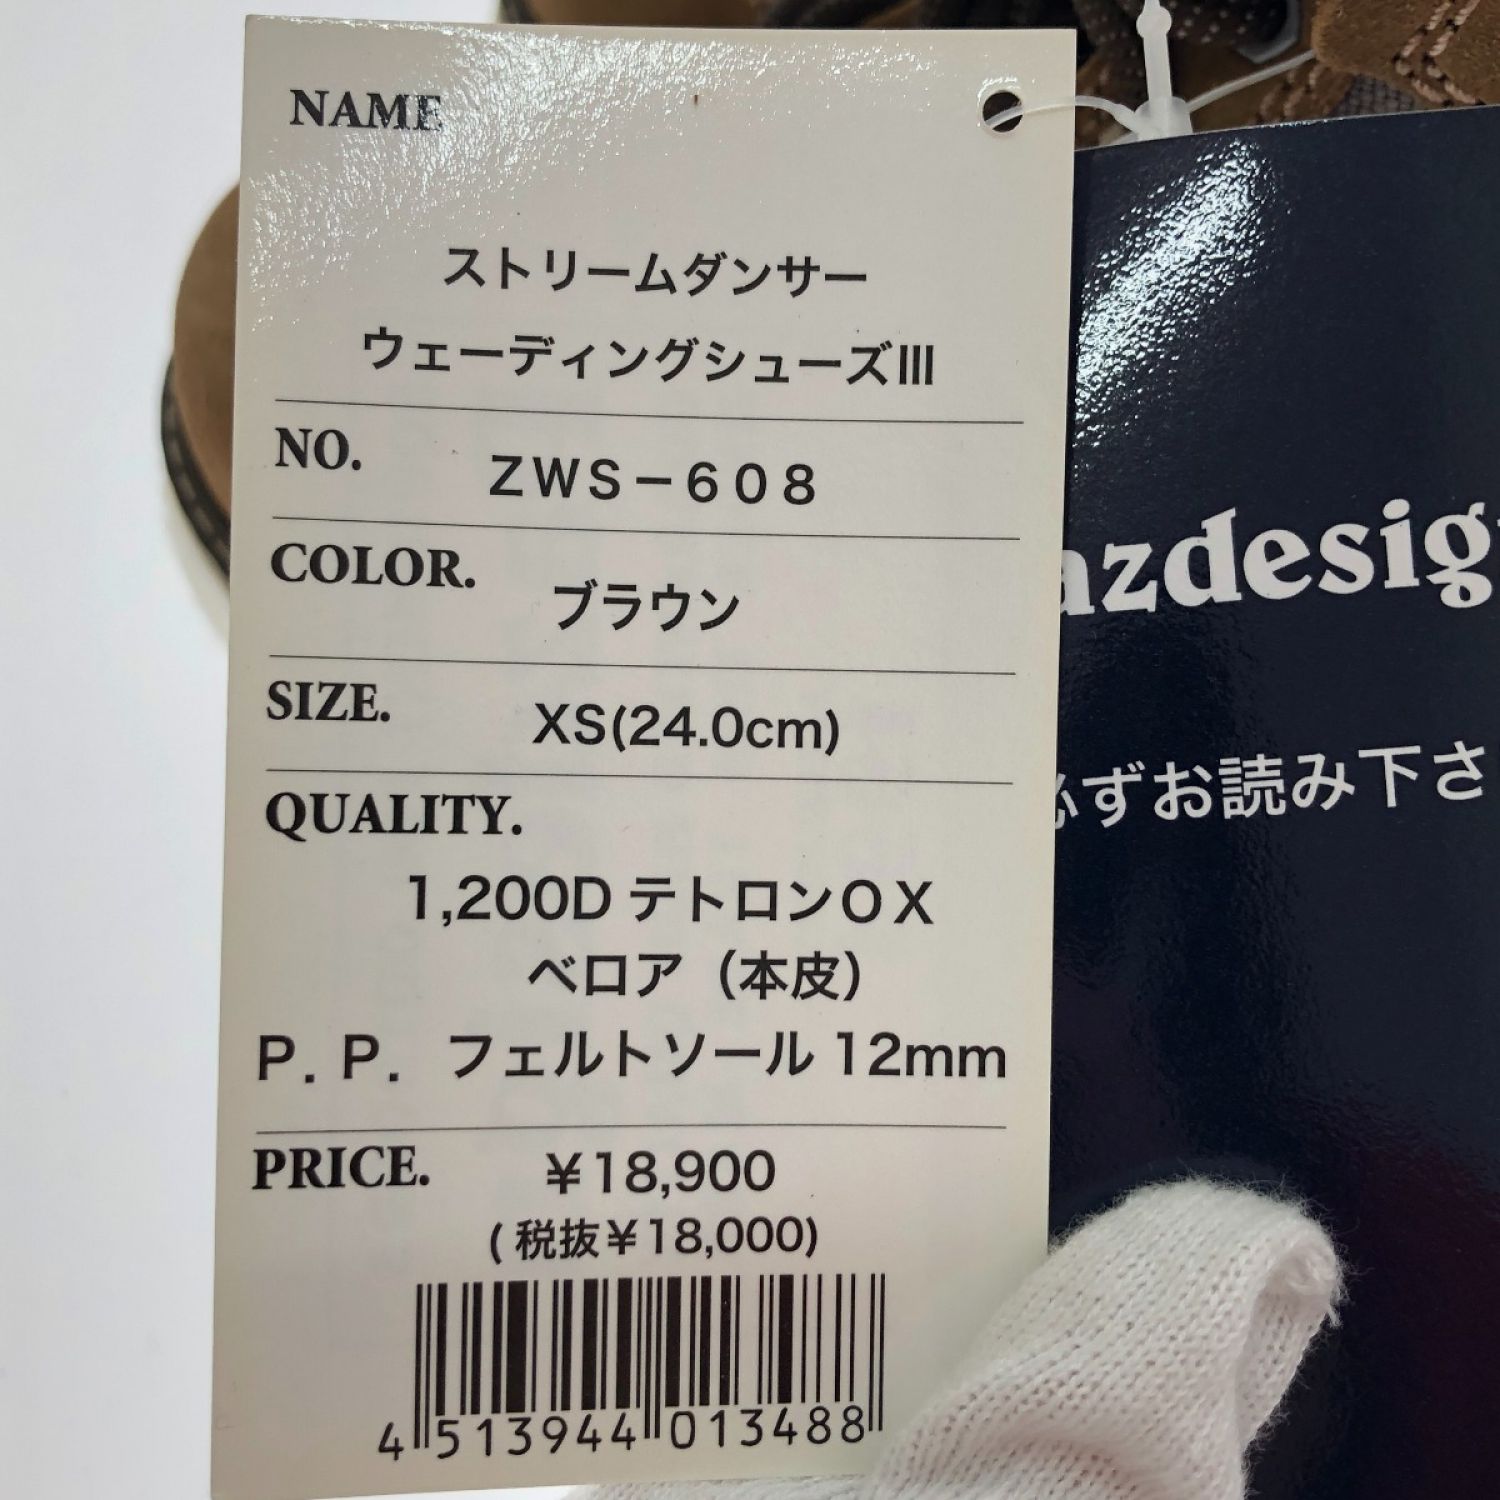 NAME
ストリームダンサー
ウェーディングシューズIII
NO. ZWS－608
COLOR. ブラウン
SIZE. XS(24.0cm)
QUALITY.
1,200D テトロンOX
ベロア（本皮）
P．P．フェルトソール 12mm
PRICE. ¥18,900
(税抜¥18,000)
4 513944 013488
azdesig
必ずお読み下さ